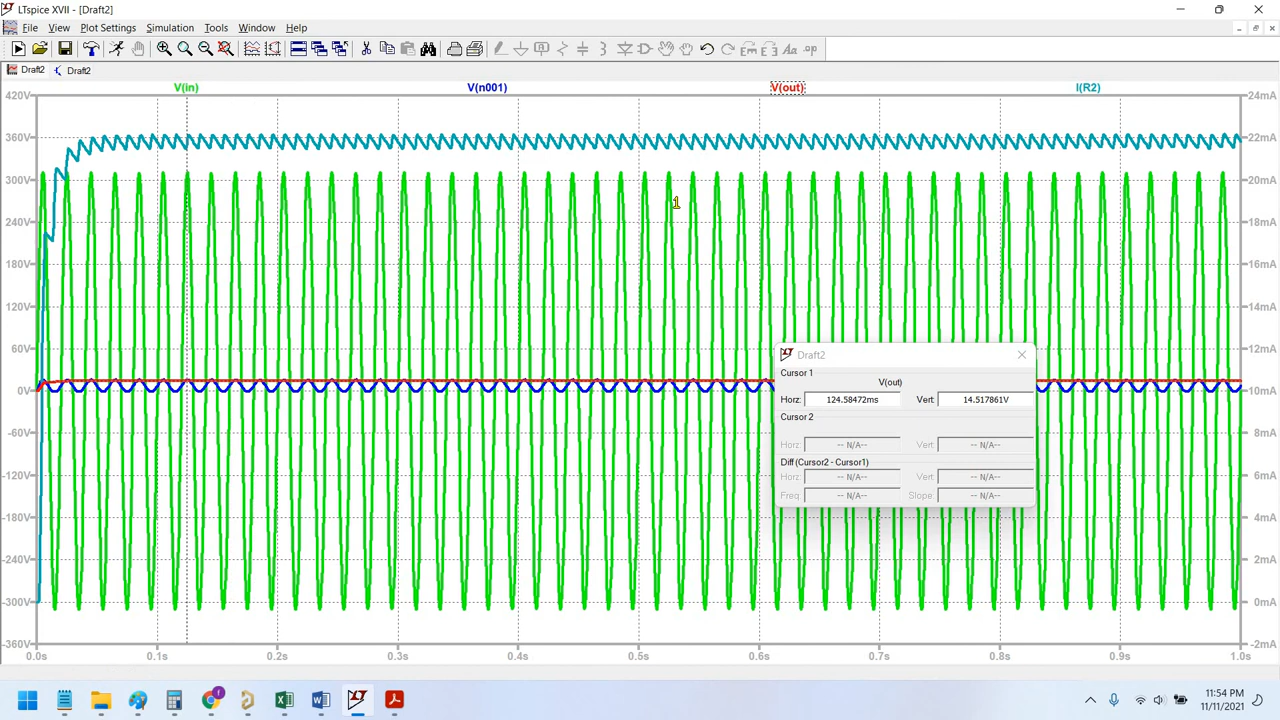 LTspice XVII - [Draft2]
File View Plot Settings Simulation Tools Window Help
Draft2 Draft2
V(in) V(n001) V(out) I(R2)
420V 24mA
360V 22mA
300V 20mA
240V 18mA
180V 16mA
120V 14mA
60V 12mA
0V 10mA
-60V 8mA
-120V 6mA
-180V 4mA
-240V 2mA
-300V 0mA
-360V -2mA
0.0s 0.1s 0.2s 0.3s 0.4s 0.5s 0.6s 0.7s 0.8s 0.9s 1.0s
1
Draft2
Cursor 1
V(out)
Horz: 124.58472ms Vert: 14.517861V
Cursor 2
Horz: -- N/A-- Vert: -- N/A--
Diff (Cursor2 - Cursor1)
Horz: -- N/A-- Vert: -- N/A--
Freq: -- N/A-- Slope: -- N/A--
11:54 PM
11/11/2021